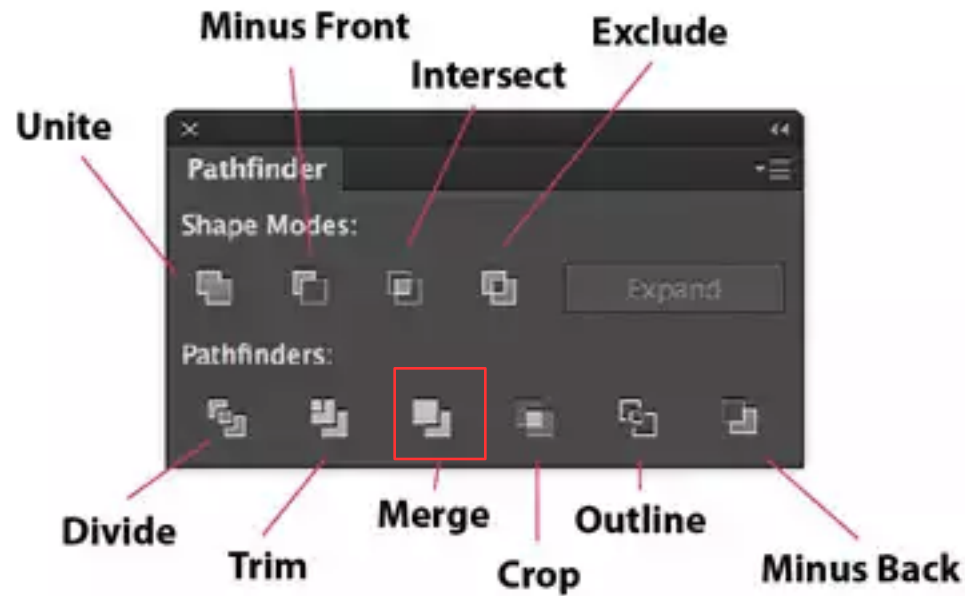 Minus Front
Exclude
Intersect
Unite
Pathfinder
Shape Modes:
Expand
Pathfinders:
Merge
Outline
Divide
Trim
Crop
Minus Back